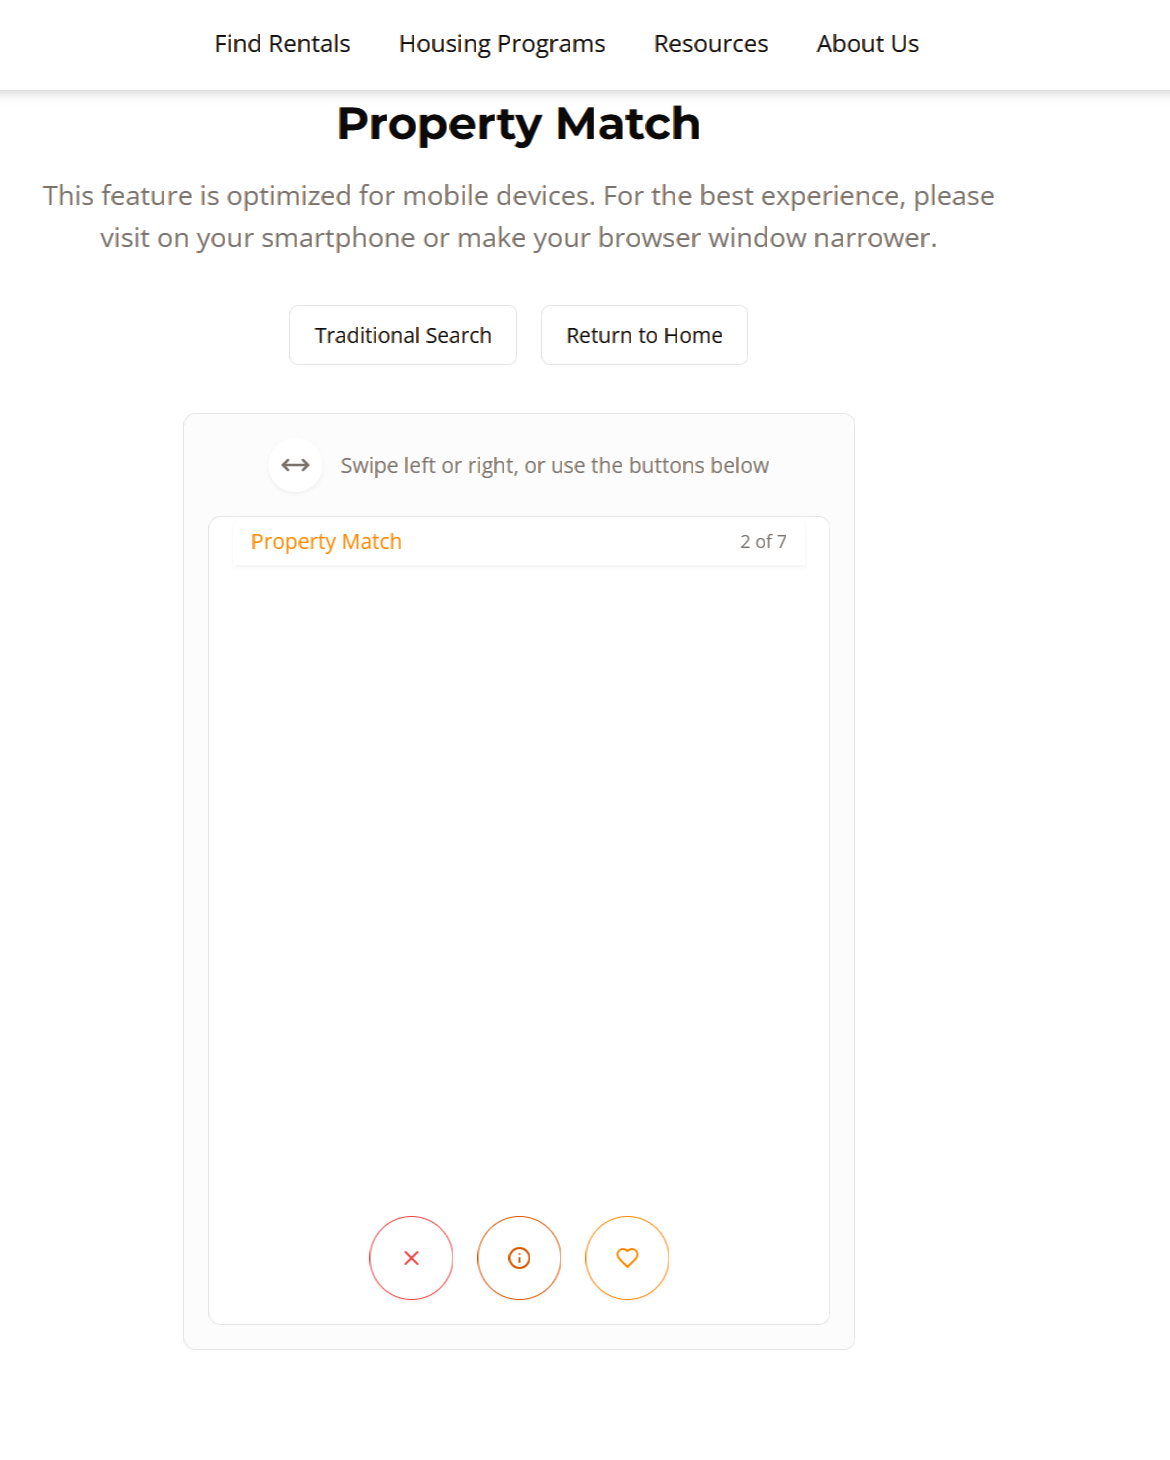 Find Rentals Housing Programs Resources About Us
Property Match
This feature is optimized for mobile devices. For the best experience, please
visit on your smartphone or make your browser window narrower.
Traditional Search Return to Home
Swipe left or right, or use the buttons below
Property Match 2 of 7